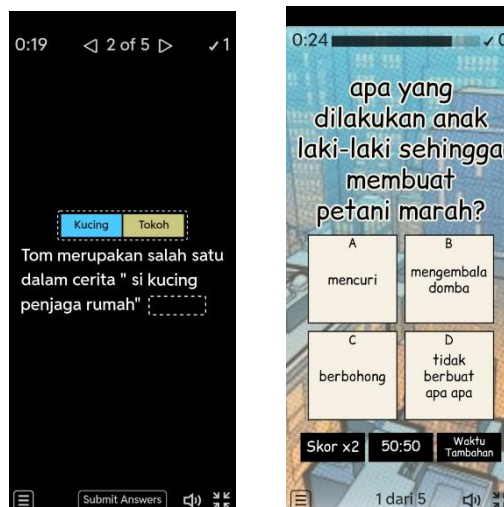 0:19
2 of 5
✓ 1
Kucing
Tokoh
Tom merupakan salah satu
dalam cerita " si kucing
penjaga rumah"
Submit Answers
0:24
✓ 0
apa yang
dilakukan anak
laki-laki sehingga
membuat
petani marah?
A
mencuri
B
mengembala
domba
C
berbohong
D
tidak
berbuat
apa apa
Skor x2
50:50
Waktu
Tambahan
1 dari 5